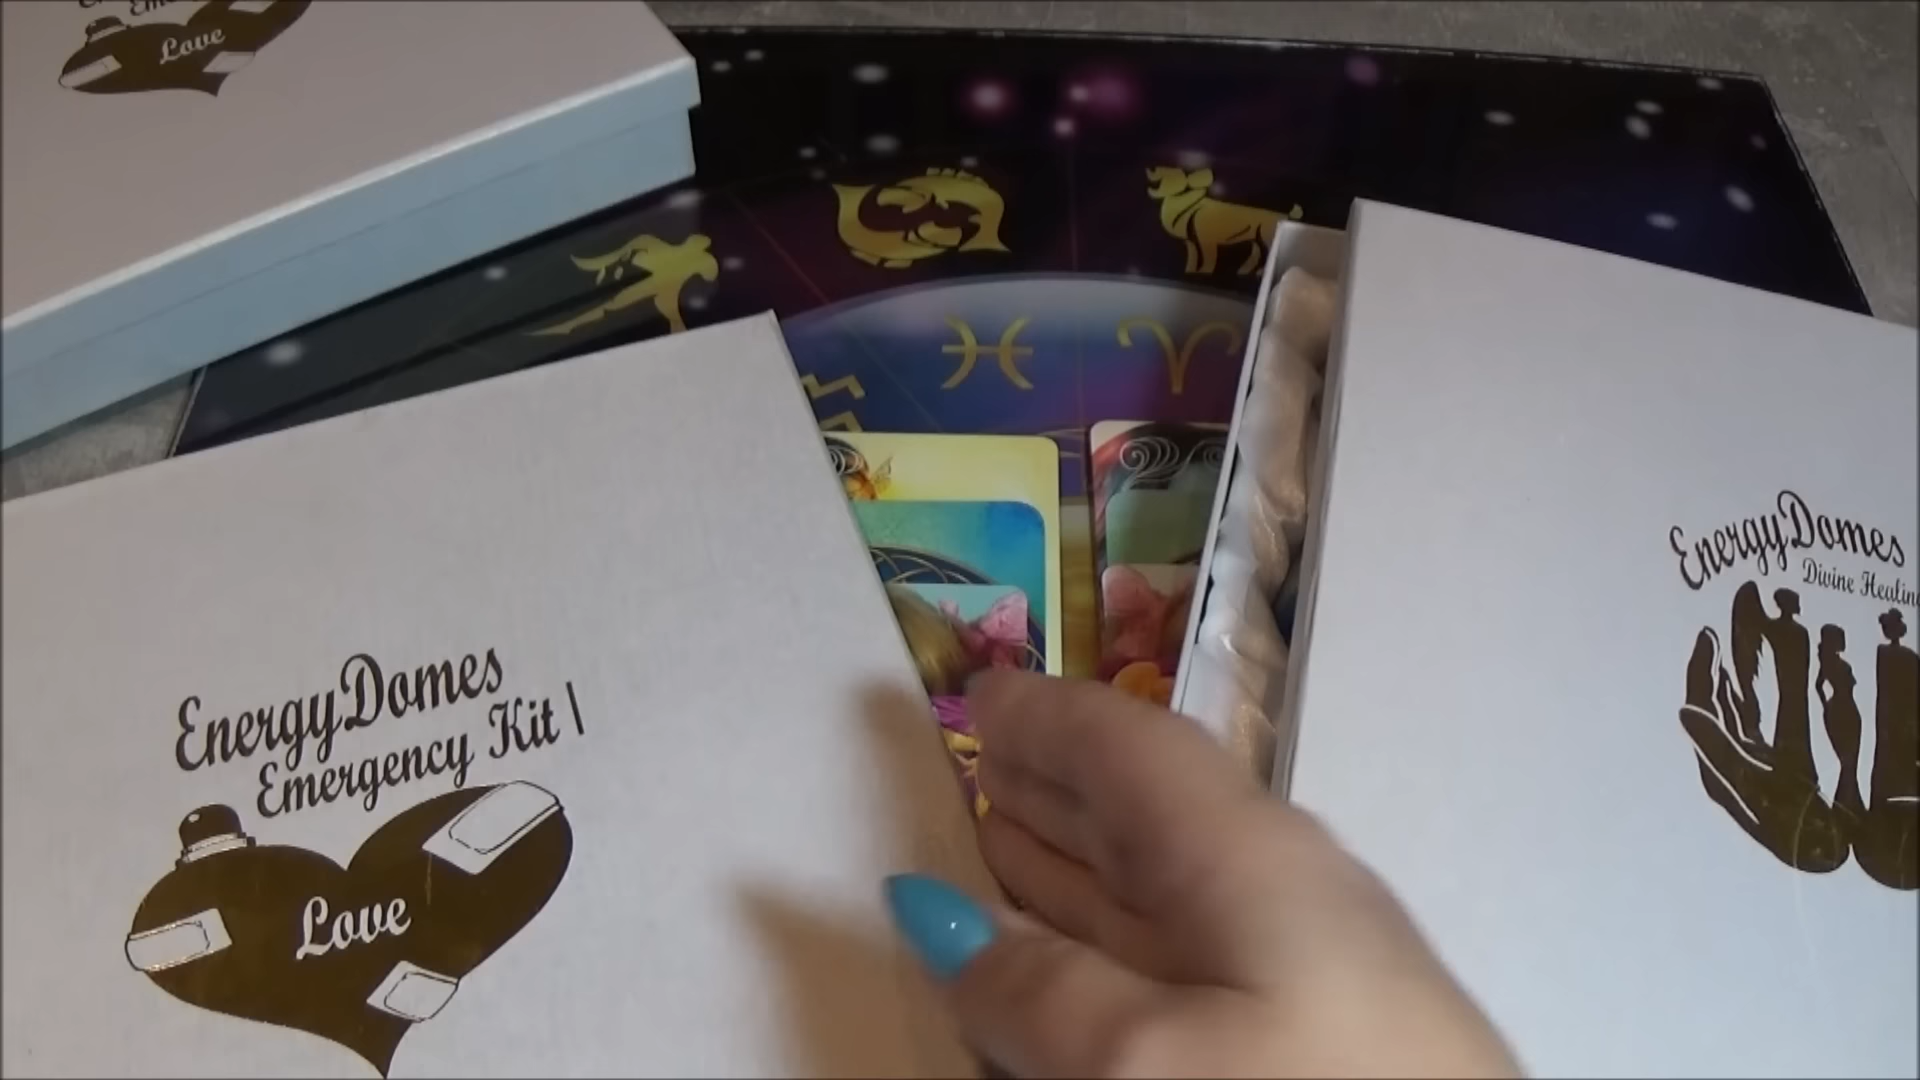 Love
EnergyDomes
Emergency Kit \
Love
EnergyDomes
Divine Healing